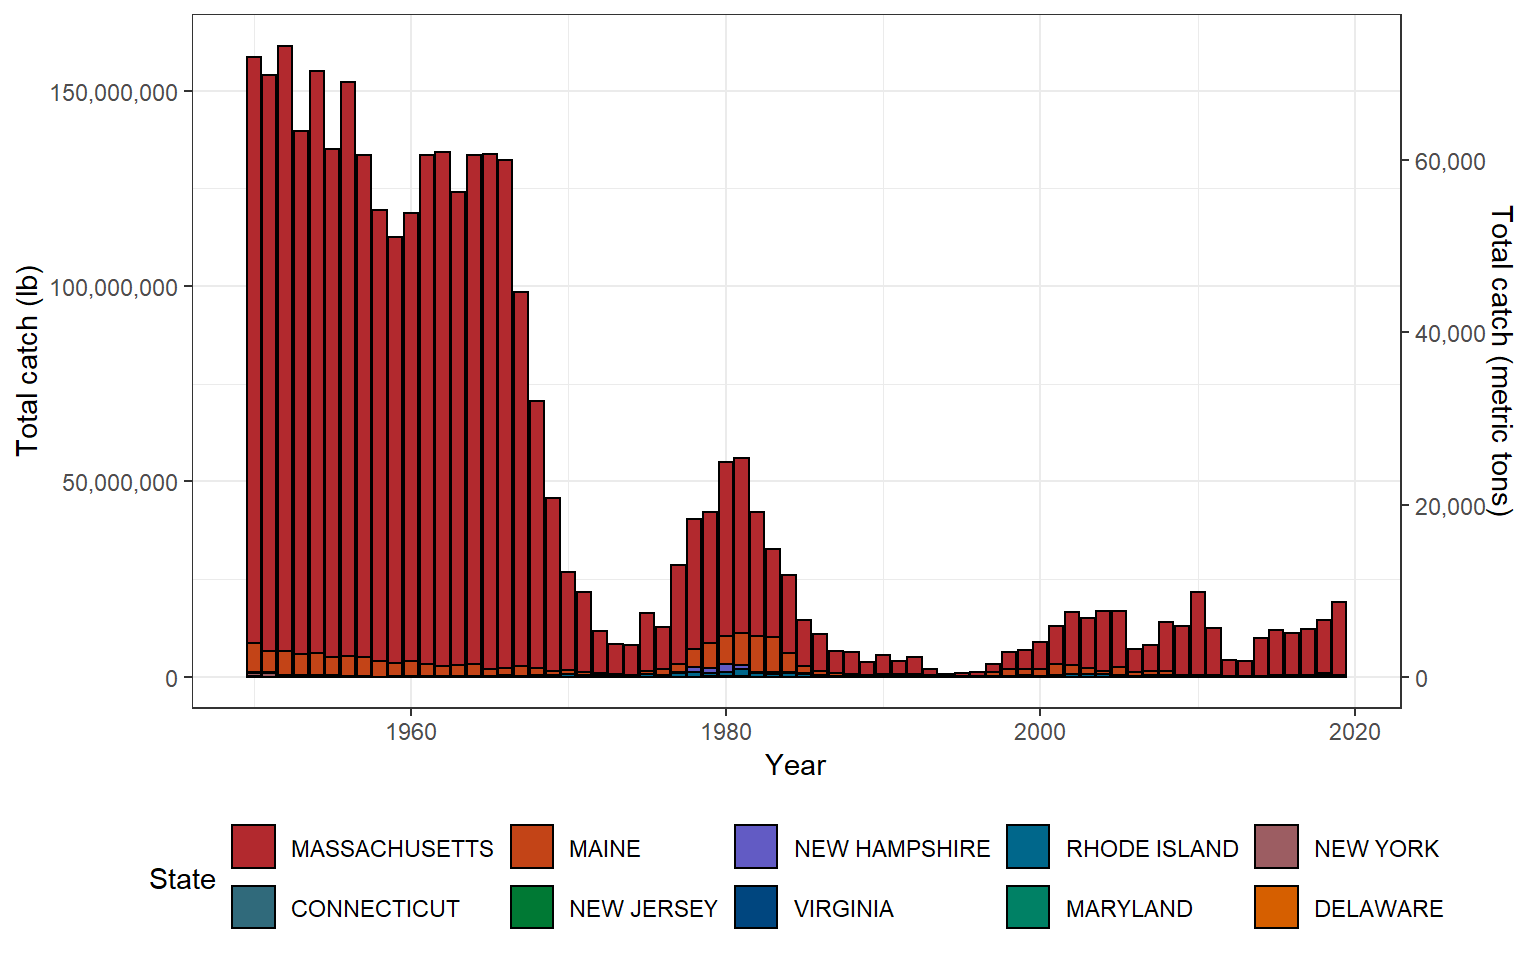 150,000,000
100,000,000
50,000,000
0
Total catch (lb)
60,000
40,000
20,000
0
Total catch (metric tons)
1960 1980 2000 2020
Year
State
MASSACHUSETTS MAINE NEW HAMPSHIRE RHODE ISLAND NEW YORK
CONNECTICUT NEW JERSEY VIRGINIA MARYLAND DELAWARE